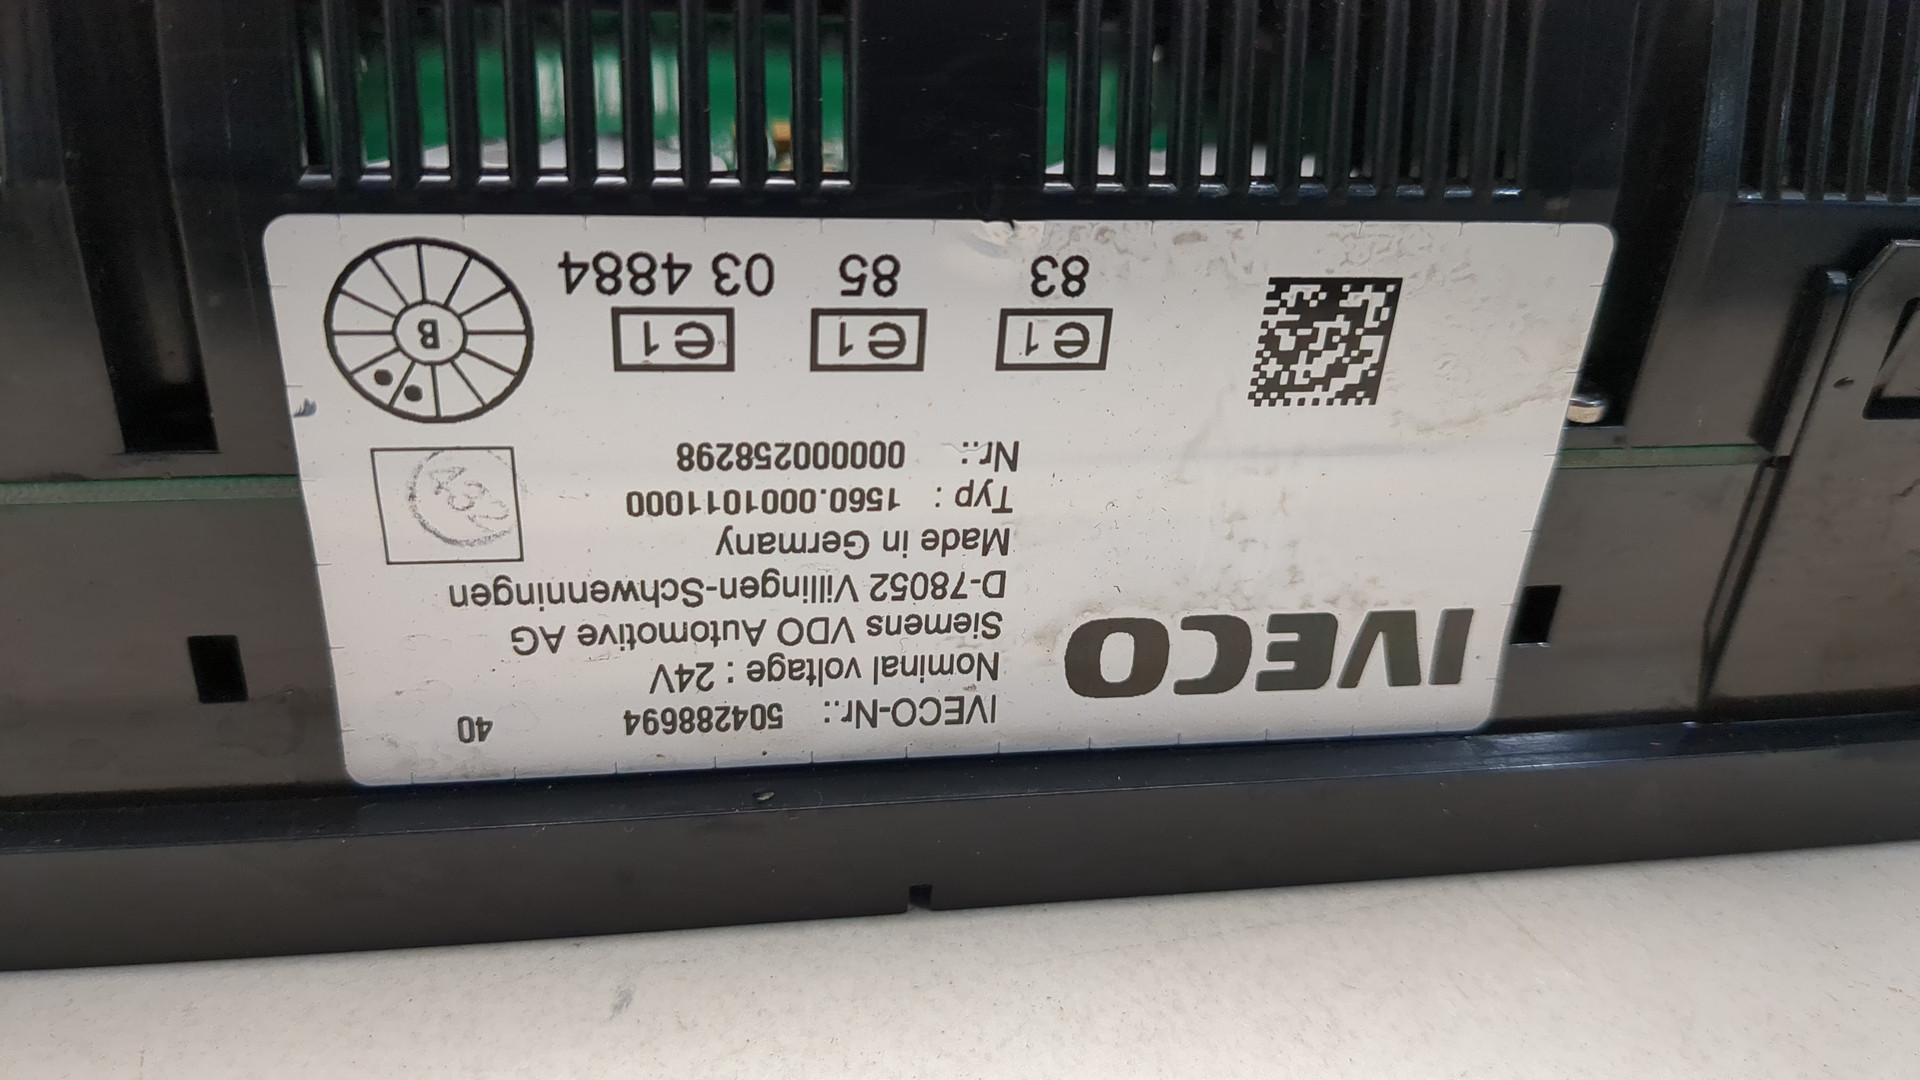 IVECO
IVECO-Nr.: 504288694 40
Nominal voltage : 24V
Siemens VDO Automotive AG
D-78052 Villingen-Schwenningen
Made in Germany
Typ : 1560.0001011000
Nr.: 00000258298
e1 e1 e1
83 85 03 4884
B